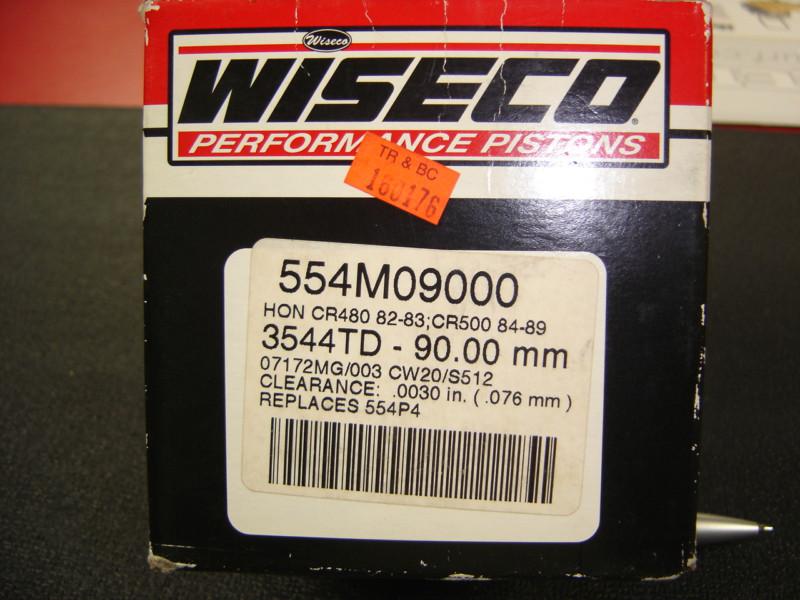 Wiseco
WISECO®
PERFORMANCE PISTONS
TR & BC
160176
554M09000
HON CR480 82-83;CR500 84-89
3544TD - 90.00 mm
07172MG/003 CW20/S512
CLEARANCE: .0030 in. ( .076 mm )
REPLACES 554P4